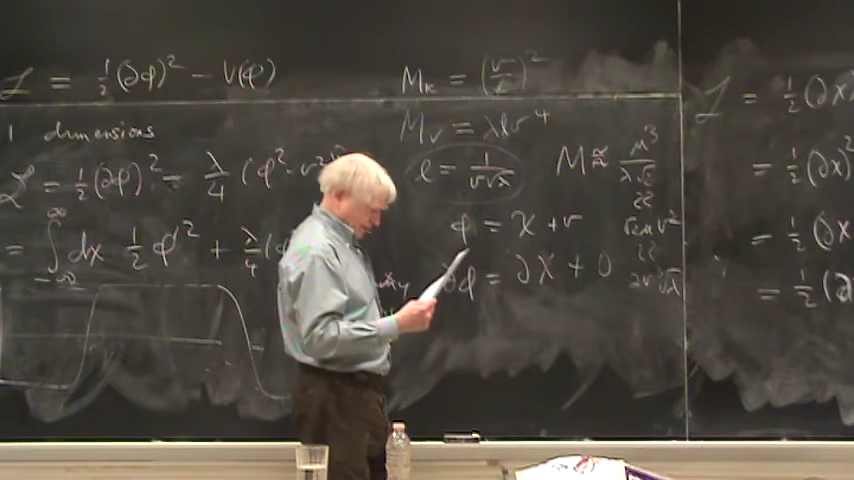 ℒ = ½(∂φ)² − V(φ)
1 dimensions
ℒ = ½(∂φ)² − λ/4 (φ² - v²
= ∫_{-∞}^{∞} dx ½ φ'² + λ/4 (φ
M_K = (v/ℓ)²
M_V = λℓv⁴
ℓ = 1/(v√λ)
M ≈ μ³/
φ = χ + v
∂φ = ∂χ + 0
ℒ = ½(∂χ
= ½(∂χ)²
= ½(∂χ
= ½(∂